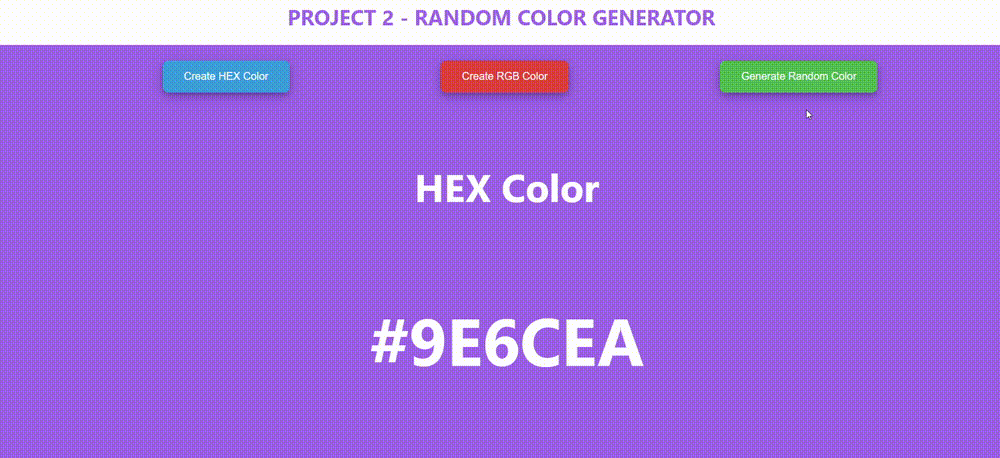 PROJECT 2 - RANDOM COLOR GENERATOR
Create HEX Color
Create RGB Color
Generate Random Color
HEX Color
#9E6CEA